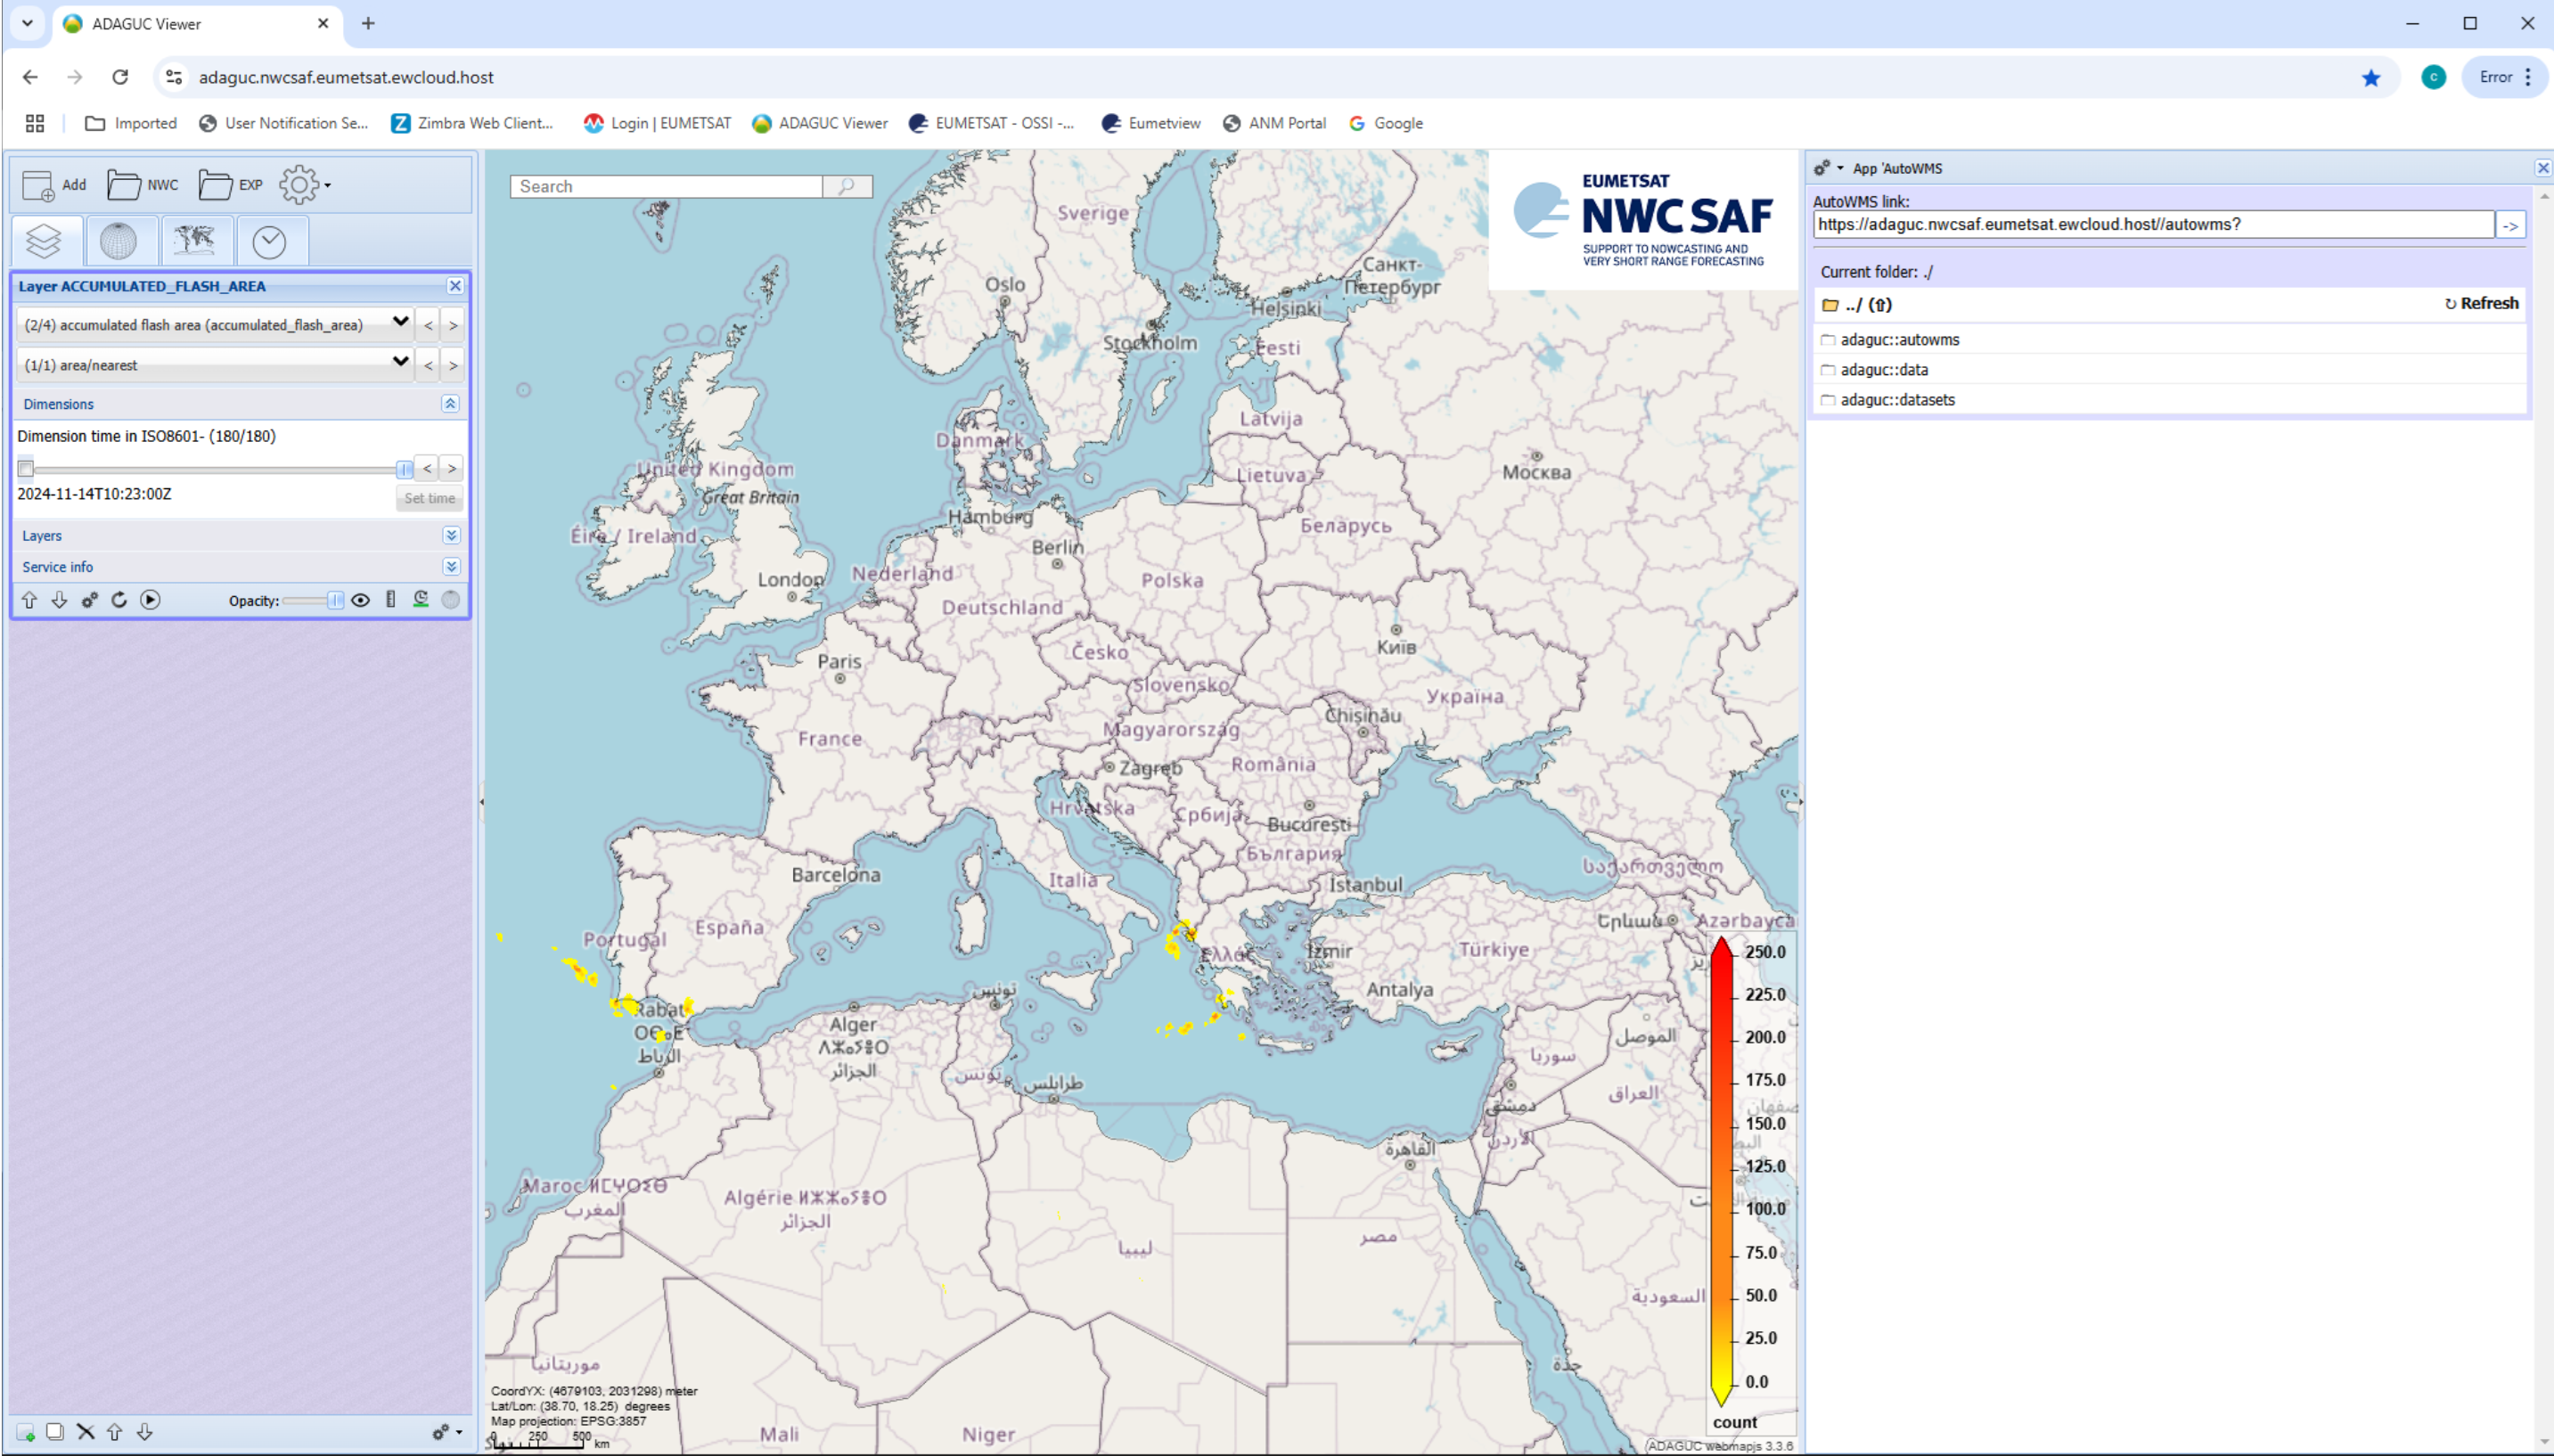 ADAGUC Viewer
adaguc.nwcsaf.eumetsat.ewcloud.host
Error
Imported
User Notification Se...
Zimbra Web Client...
Login | EUMETSAT
ADAGUC Viewer
EUMETSAT - OSSI -...
Eumetview
ANM Portal
Google
Add
NWC
EXP
Layer ACCUMULATED_FLASH_AREA
(2/4) accumulated flash area (accumulated_flash_area)
< >
(1/1) area/nearest
< >
Dimensions
Dimension time in ISO8601- (180/180)
< >
2024-11-14T10:23:00Z
Set time
Layers
Service info
Opacity:
Search
EUMETSAT
NWC SAF
SUPPORT TO NOWCASTING AND
VERY SHORT RANGE FORECASTING
Sverige
Oslo
Санкт-
Петербург
Helsinki
Stockholm
Eesti
Latvija
Danmark
United Kingdom
Lietuva
Москва
Great Britain
Hamburg
Беларусь
Éire / Ireland
Berlin
London
Nederland
Polska
Deutschland
Київ
Česko
Paris
Slovensko
Україна
Chișinău
Magyarország
France
România
Zagreb
Hrvatska
Србија
București
България
Barcelona
Italia
საქართველო
İstanbul
España
Portugal
Երևան
Azərbayca
Ελλάς
İzmir
Türkiye
Antalya
تونس
Rabat
الرباط
Alger
ⴷⵣⴰⵢⴻⵔ
الجزائر
الموصل
سوريا
تونس
طرابلس
العراق
دمشق
الأردن
القاهرة
Maroc ⵍⵎⵖⵔⵉⴱ
المغرب
Algérie ⵍⵣⵣⴰⵢⴻⵔ
الجزائر
ليبيا
مصر
السعودية
جدة
موريتانيا
Mali
Niger
250.0
225.0
200.0
175.0
150.0
125.0
100.0
75.0
50.0
25.0
0.0
count
CoordYX: (4679103, 2031298) meter
Lat/Lon: (38.70, 18.25) degrees
Map projection: EPSG:3857
0 250 500 km
ADAGUC webmapjs 3.3.6
App 'AutoWMS
AutoWMS link:
https://adaguc.nwcsaf.eumetsat.ewcloud.host//autowms?
->
Current folder: ./
../ (⇧)
↻ Refresh
adaguc::autowms
adaguc::data
adaguc::datasets